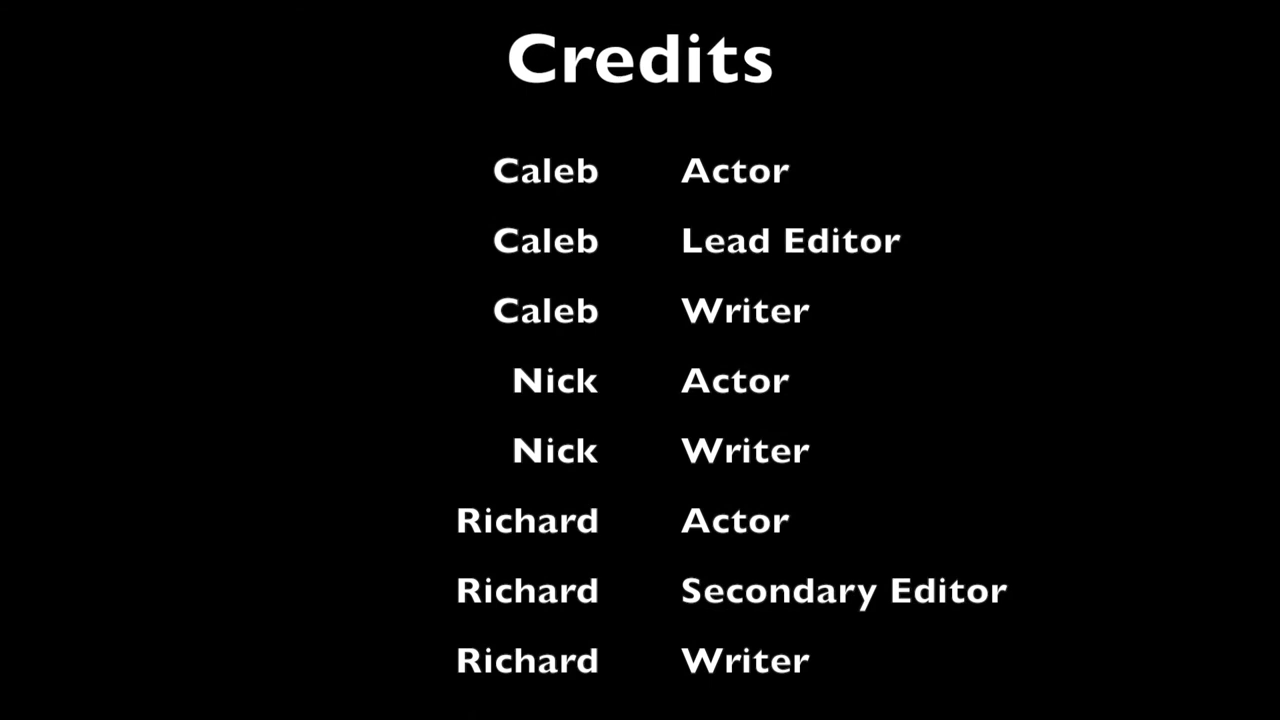 Credits
Caleb Actor
Caleb Lead Editor
Caleb Writer
Nick Actor
Nick Writer
Richard Actor
Richard Secondary Editor
Richard Writer